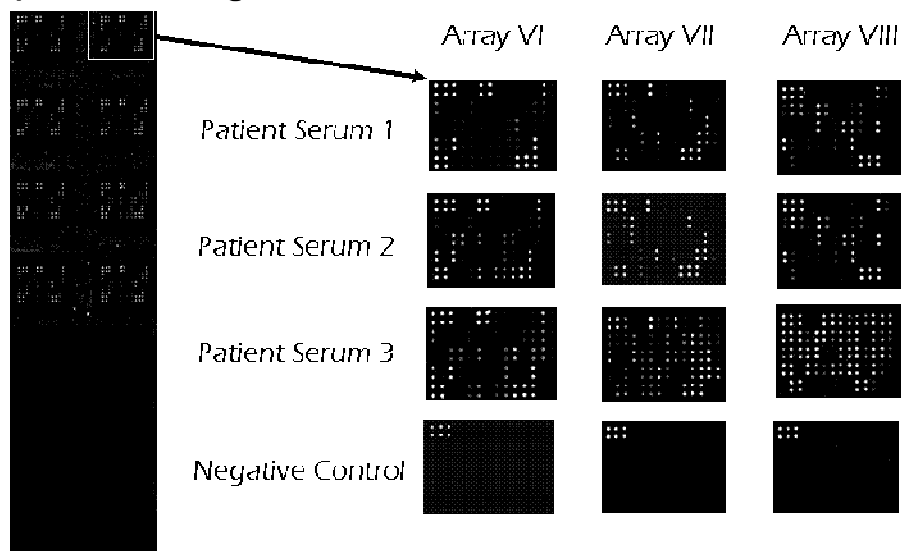 Array VI Array VII Array VIII
Patient Serum 1
Patient Serum 2
Patient Serum 3
Negative Control